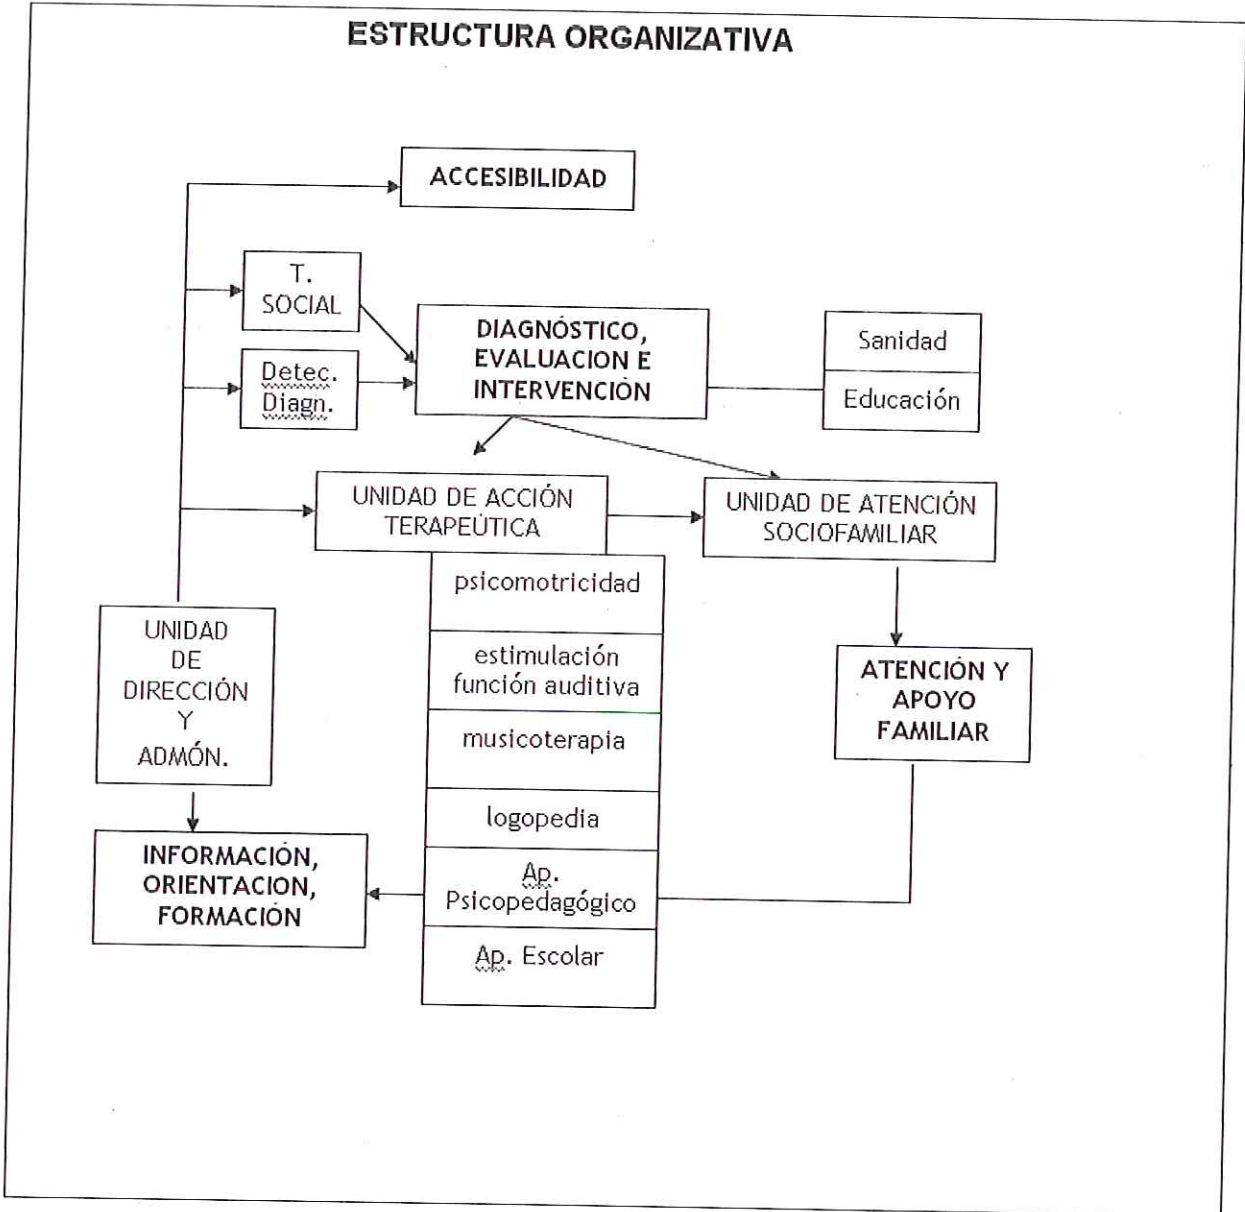 ESTRUCTURA ORGANIZATIVA
ACCESIBILIDAD
T.
SOCIAL
DIAGNÓSTICO,
EVALUACION E
INTERVENCIÓN
Sanidad
Educación
Detec.
Diagn.
UNIDAD DE ACCIÓN
TERAPEÚTICA
UNIDAD DE ATENCIÓN
SOCIOFAMILIAR
psicomotricidad
estimulación
función auditiva
musicoterapia
logopedia
Ap.
Psicopedagógico
Ap. Escolar
UNIDAD
DE
DIRECCIÓN
Y
ADMÓN.
ATENCIÓN Y
APOYO
FAMILIAR
INFORMACIÓN,
ORIENTACION,
FORMACIÓN